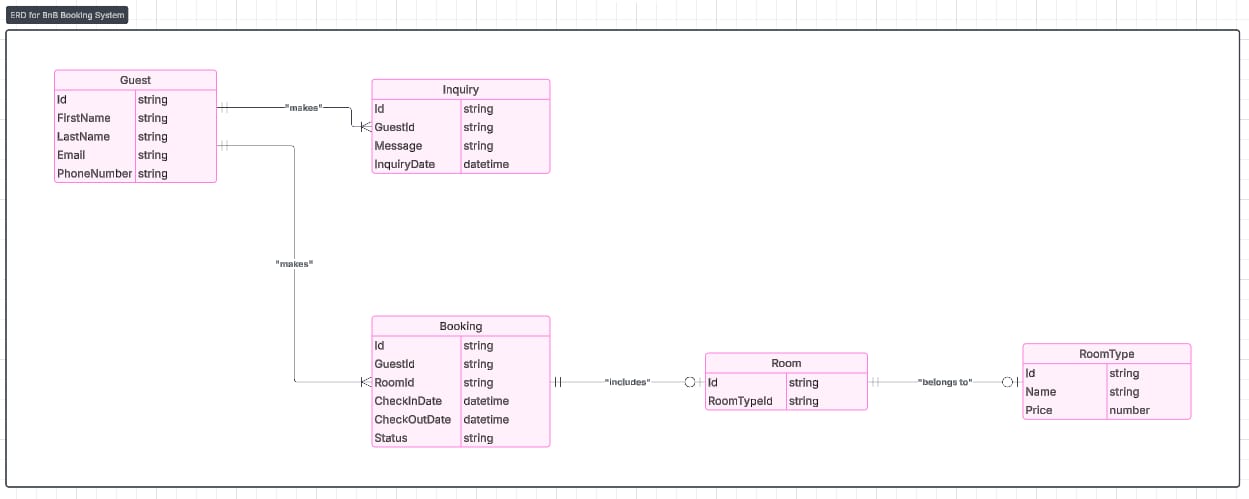 ERD for BnB Booking System
Guest
Id string
FirstName string
LastName string
Email string
PhoneNumber string
"makes"
Inquiry
Id string
GuestId string
Message string
InquiryDate datetime
"makes"
Booking
Id string
GuestId string
RoomId string
CheckInDate datetime
CheckOutDate datetime
Status string
"includes"
Room
Id string
RoomTypeId string
"belongs to"
RoomType
Id string
Name string
Price number